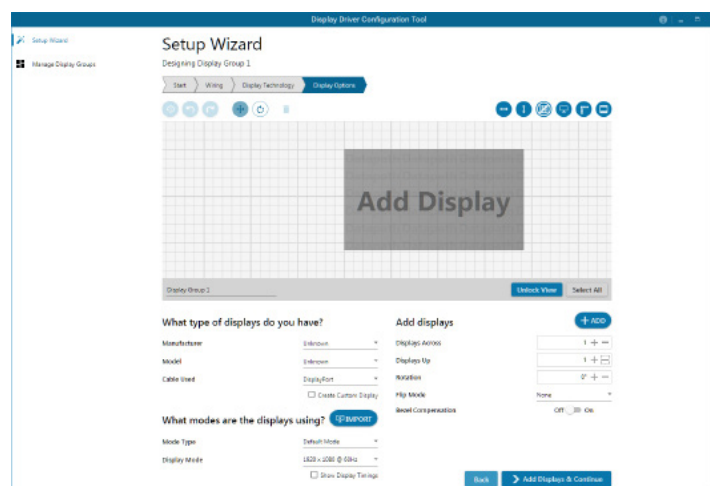 Display Driver Configuration Tool
Setup Wizard
Manage Display Groups
Setup Wizard
Designing Display Group 1
Start
Wiring
Display Technology
Display Options
Add Display
Display Group 1
Unlock View
Select All
What type of displays do you have?
Manufacturer
Unknown
Model
Unknown
Cable Used
DisplayPort
Create Custom Display
What modes are the displays using?
IMPORT
Mode Type
Default Mode
Display Mode
Show Display Timings
Add displays
+ ADD
Displays Across
1 + −
Displays Up
1 + −
Rotation
0° + −
Flip Mode
None
Bezel Compensation
Off On
Back
Add Displays & Continue